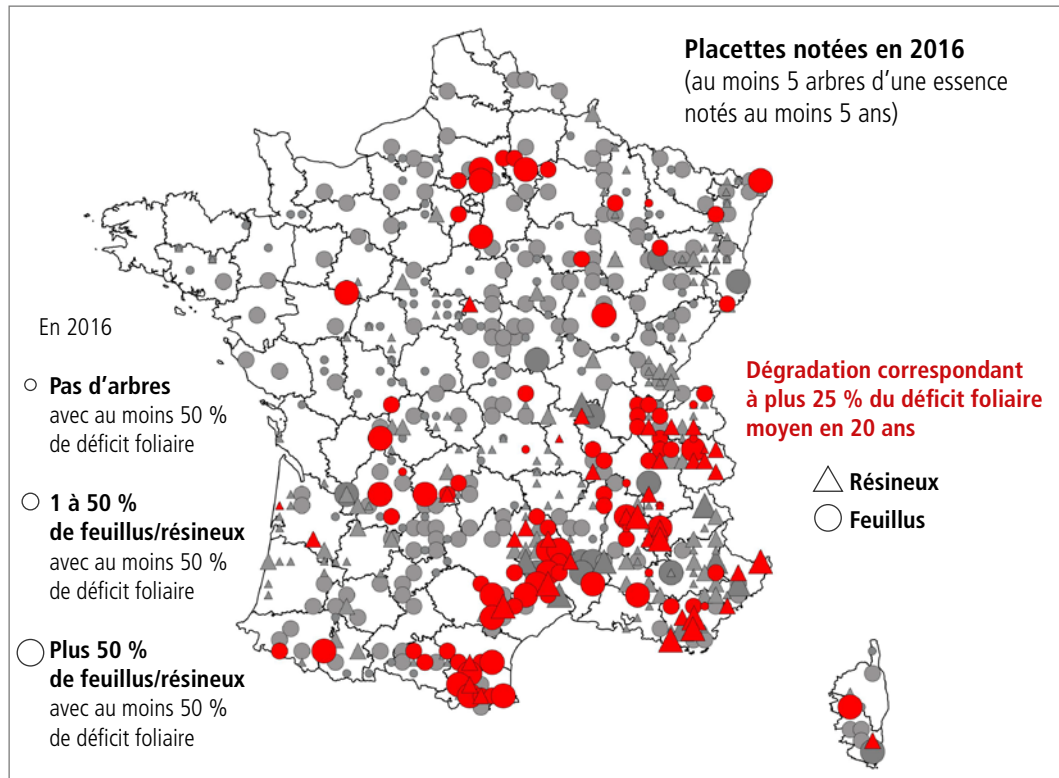 Placettes notées en 2016
(au moins 5 arbres d'une essence
notés au moins 5 ans)
En 2016
Pas d'arbres
avec au moins 50 %
de déficit foliaire
1 à 50 %
de feuillus/résineux
avec au moins 50 %
de déficit foliaire
Plus 50 %
de feuillus/résineux
avec au moins 50 %
de déficit foliaire
Dégradation correspondant
à plus 25 % du déficit foliaire
moyen en 20 ans
Résineux
Feuillus